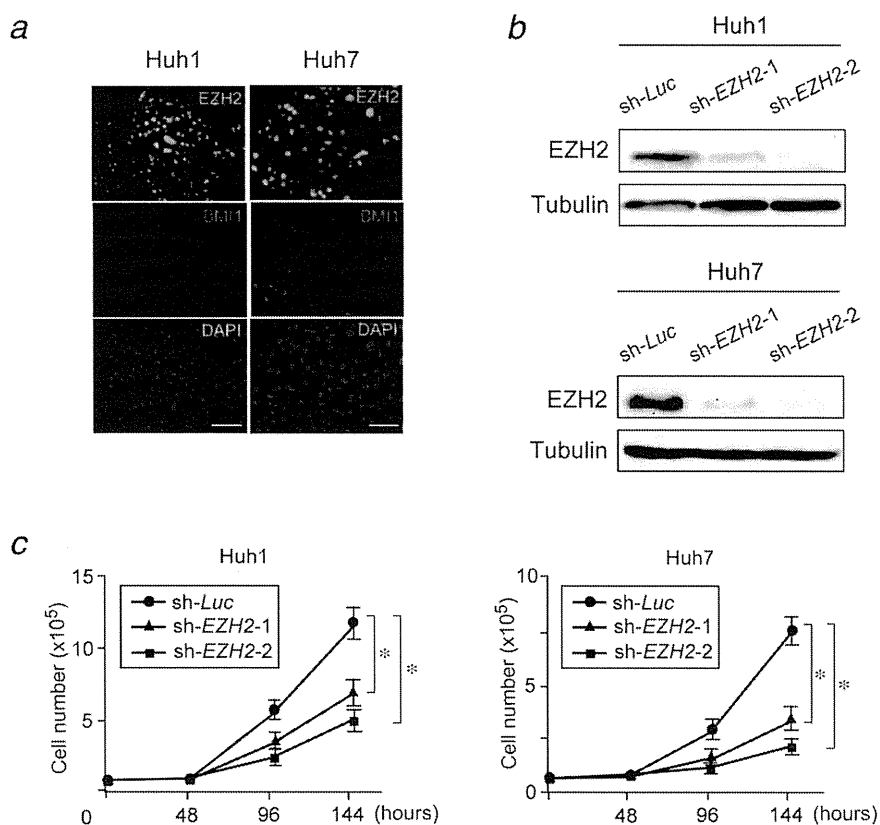 a
Huh1 Huh7
EZH2 EZH2
BMI1 BMI1
DAPI DAPI
b
Huh1
sh-Luc sh-EZH2-1 sh-EZH2-2
EZH2
Tubulin
Huh7
sh-Luc sh-EZH2-1 sh-EZH2-2
EZH2
Tubulin
c
Huh1
Cell number (x10⁵)
15
10
5
0
48 96 144 (hours)
sh-Luc
sh-EZH2-1
sh-EZH2-2
* *
Huh7
Cell number (x10⁵)
10
5
0
48 96 144 (hours)
sh-Luc
sh-EZH2-1
sh-EZH2-2
* *